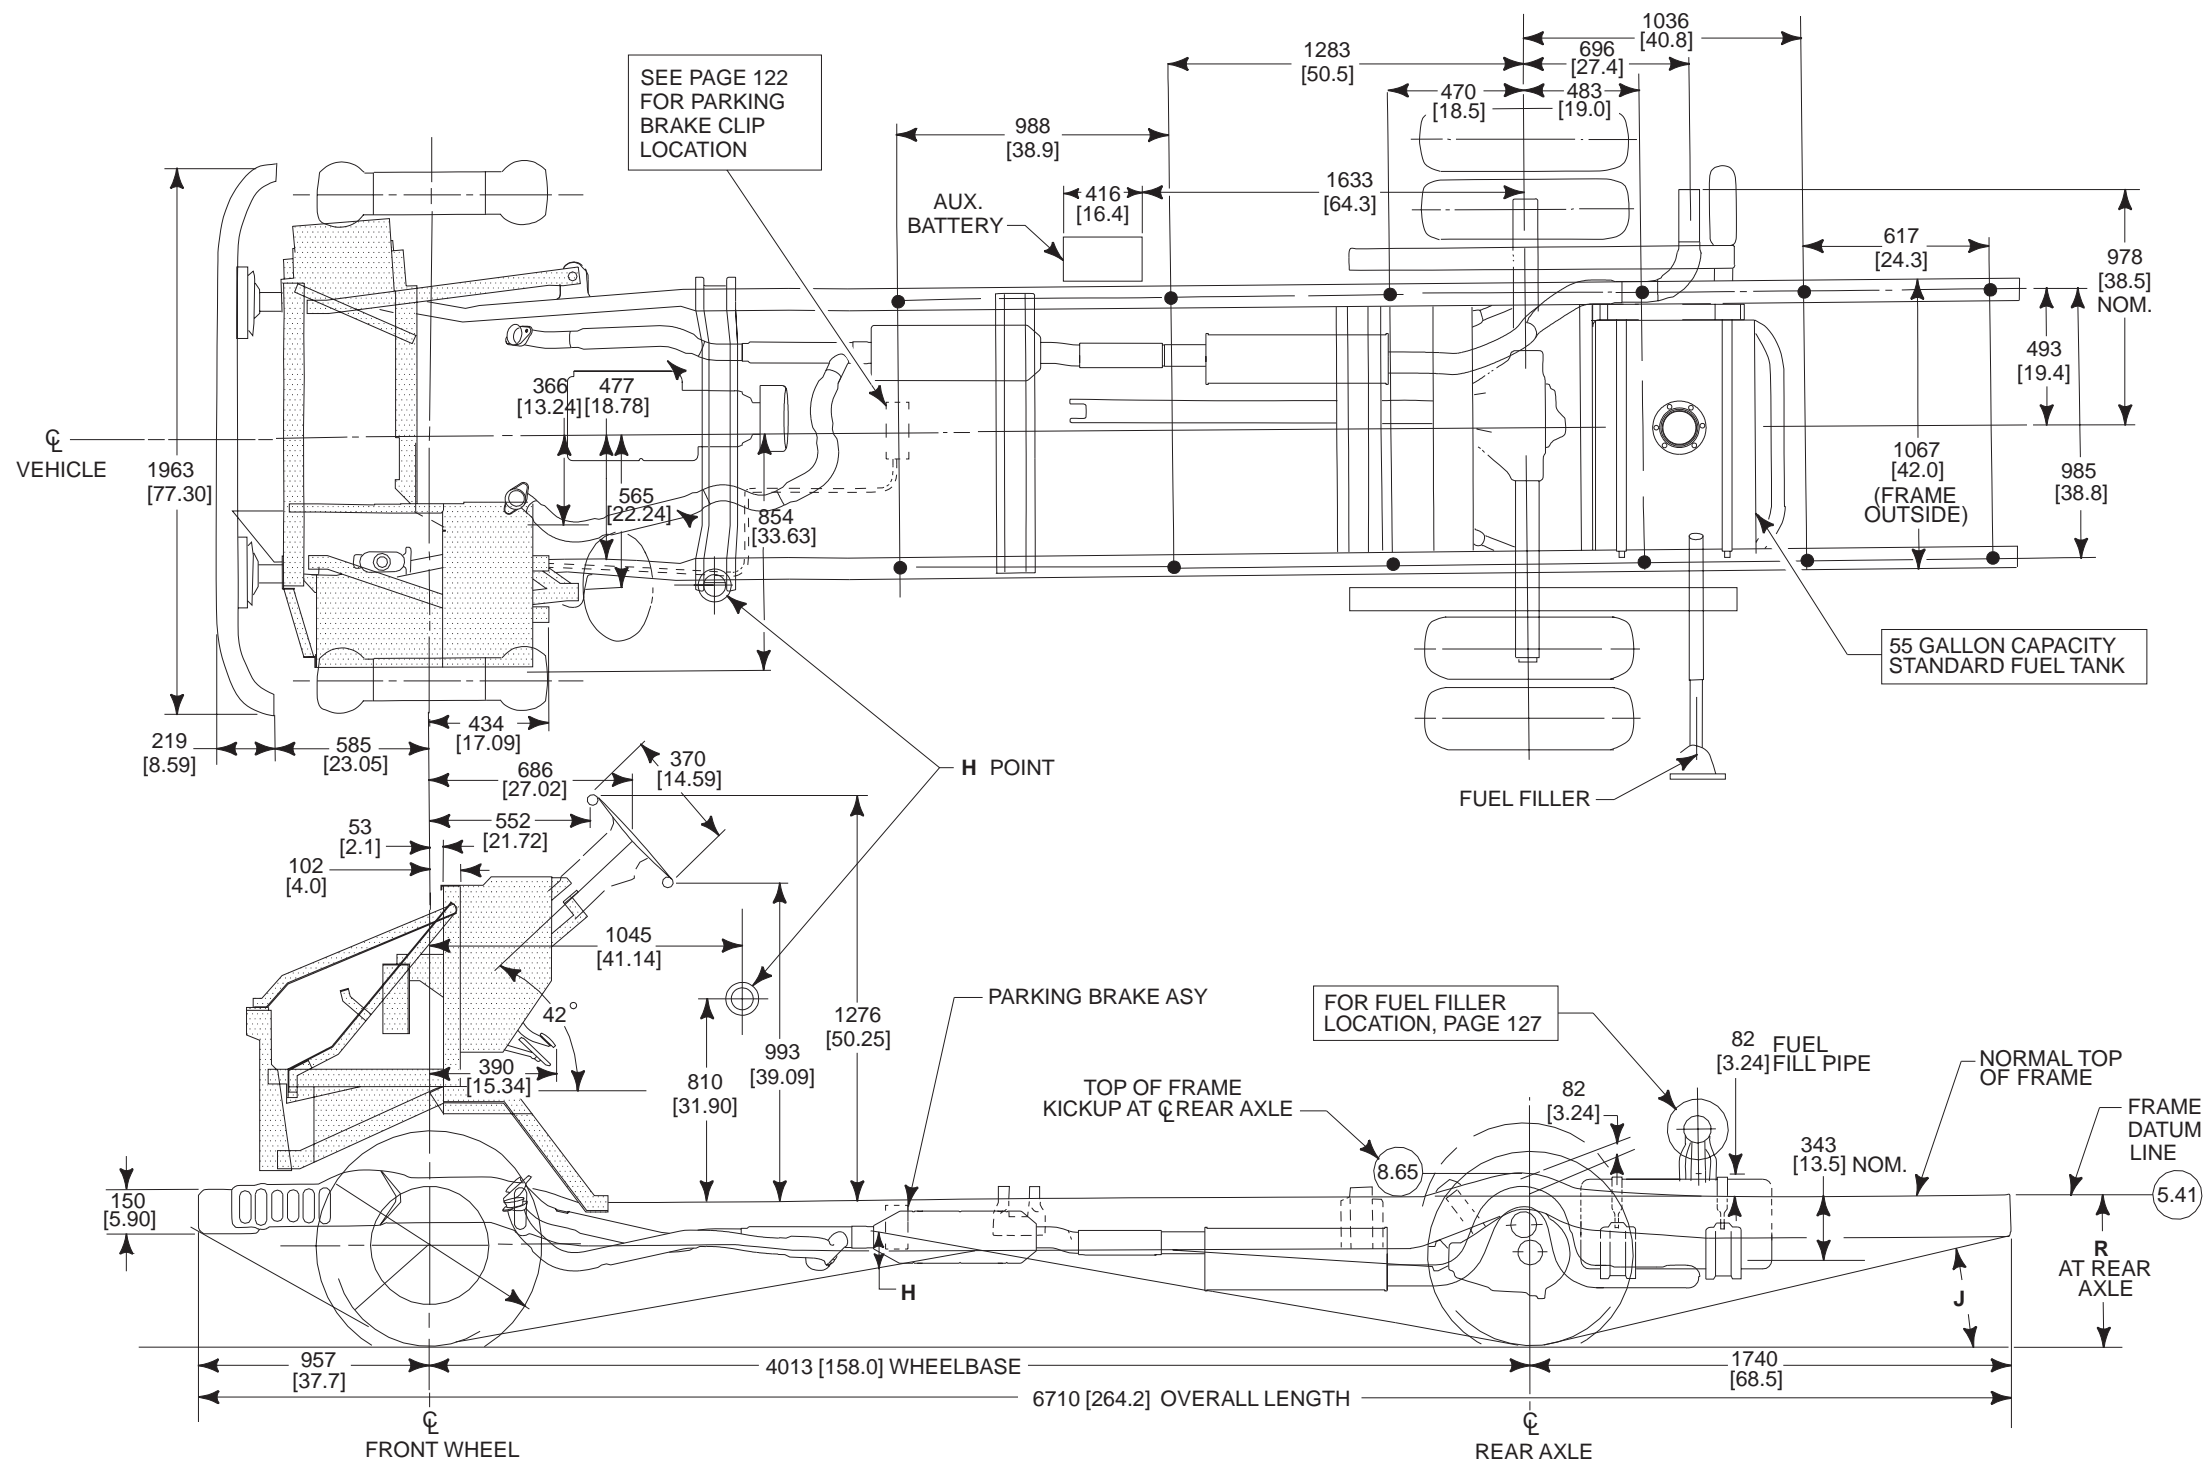 1036
[40.8]
1283
[50.5]
696
[27.4]
SEE PAGE 122
FOR PARKING
BRAKE CLIP
LOCATION
470
[18.5]
483
[19.0]
988
[38.9]
1633
[64.3]
416
[16.4]
AUX.
BATTERY
617
[24.3]
978
[38.5]
NOM.
493
[19.4]
366
[13.24]
477
[18.78]
℄
VEHICLE
1963
[77.30]
1067
[42.0]
(FRAME
OUTSIDE)
985
[38.8]
565
[22.24]
854
[33.63]
55 GALLON CAPACITY
STANDARD FUEL TANK
434
[17.09]
219
[8.59]
585
[23.05]
370
[14.59]
686
[27.02]
H POINT
FUEL FILLER
552
[21.72]
53
[2.1]
102
[4.0]
1045
[41.14]
PARKING BRAKE ASY
FOR FUEL FILLER
LOCATION, PAGE 127
42°
1276
[50.25]
993
[39.09]
810
[31.90]
390
[15.34]
82
[3.24]
FUEL
FILL PIPE
NORMAL TOP
OF FRAME
TOP OF FRAME
KICKUP AT ℄ REAR AXLE
82
[3.24]
FRAME
DATUM
LINE
343
[13.5] NOM.
8.65
5.41
150
[5.90]
R
AT REAR
AXLE
H
J
957
[37.7]
4013 [158.0] WHEELBASE
1740
[68.5]
6710 [264.2] OVERALL LENGTH
℄
FRONT WHEEL
℄
REAR AXLE